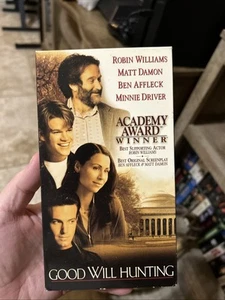 ROBIN WILLIAMS
MATT DAMON
BEN AFFLECK
MINNIE DRIVER
ACADEMY
AWARD
WINNER
BEST SUPPORTING ACTOR
ROBIN WILLIAMS
BEST ORIGINAL SCREENPLAY
BEN AFFLECK & MATT DAMON
GOOD WILL HUNTING